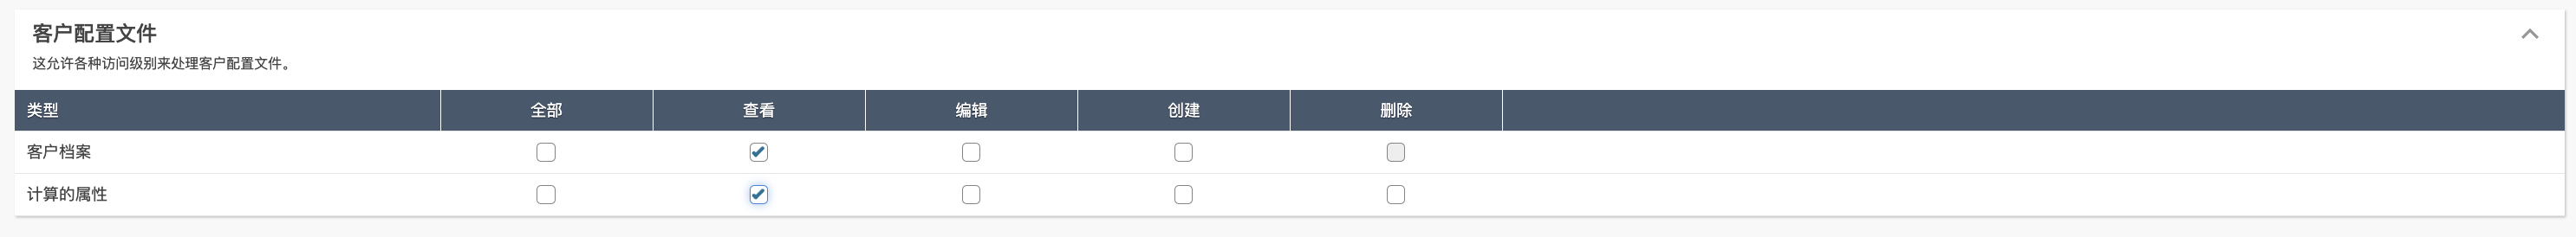 客户配置文件
这允许各种访问级别来处理客户配置文件。
类型 全部 查看 编辑 创建 删除
客户档案
计算的属性